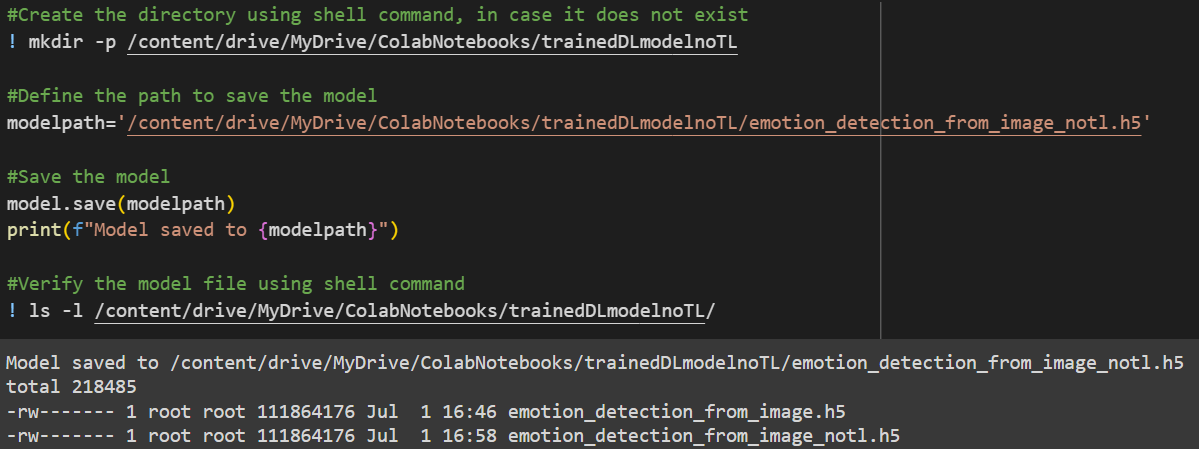 #Create the directory using shell command, in case it does not exist
! mkdir -p /content/drive/MyDrive/ColabNotebooks/trainedDLmodelnoTL
#Define the path to save the model
modelpath='/content/drive/MyDrive/ColabNotebooks/trainedDLmodelnoTL/emotion_detection_from_image_notl.h5'
#Save the model
model.save(modelpath)
print(f"Model saved to {modelpath}")
#Verify the model file using shell command
! ls -l /content/drive/MyDrive/ColabNotebooks/trainedDLmodelnoTL/
Model saved to /content/drive/MyDrive/ColabNotebooks/trainedDLmodelnoTL/emotion_detection_from_image_notl.h5
total 218485
-rw------- 1 root root 111864176 Jul  1 16:46 emotion_detection_from_image.h5
-rw------- 1 root root 111864176 Jul  1 16:58 emotion_detection_from_image_notl.h5